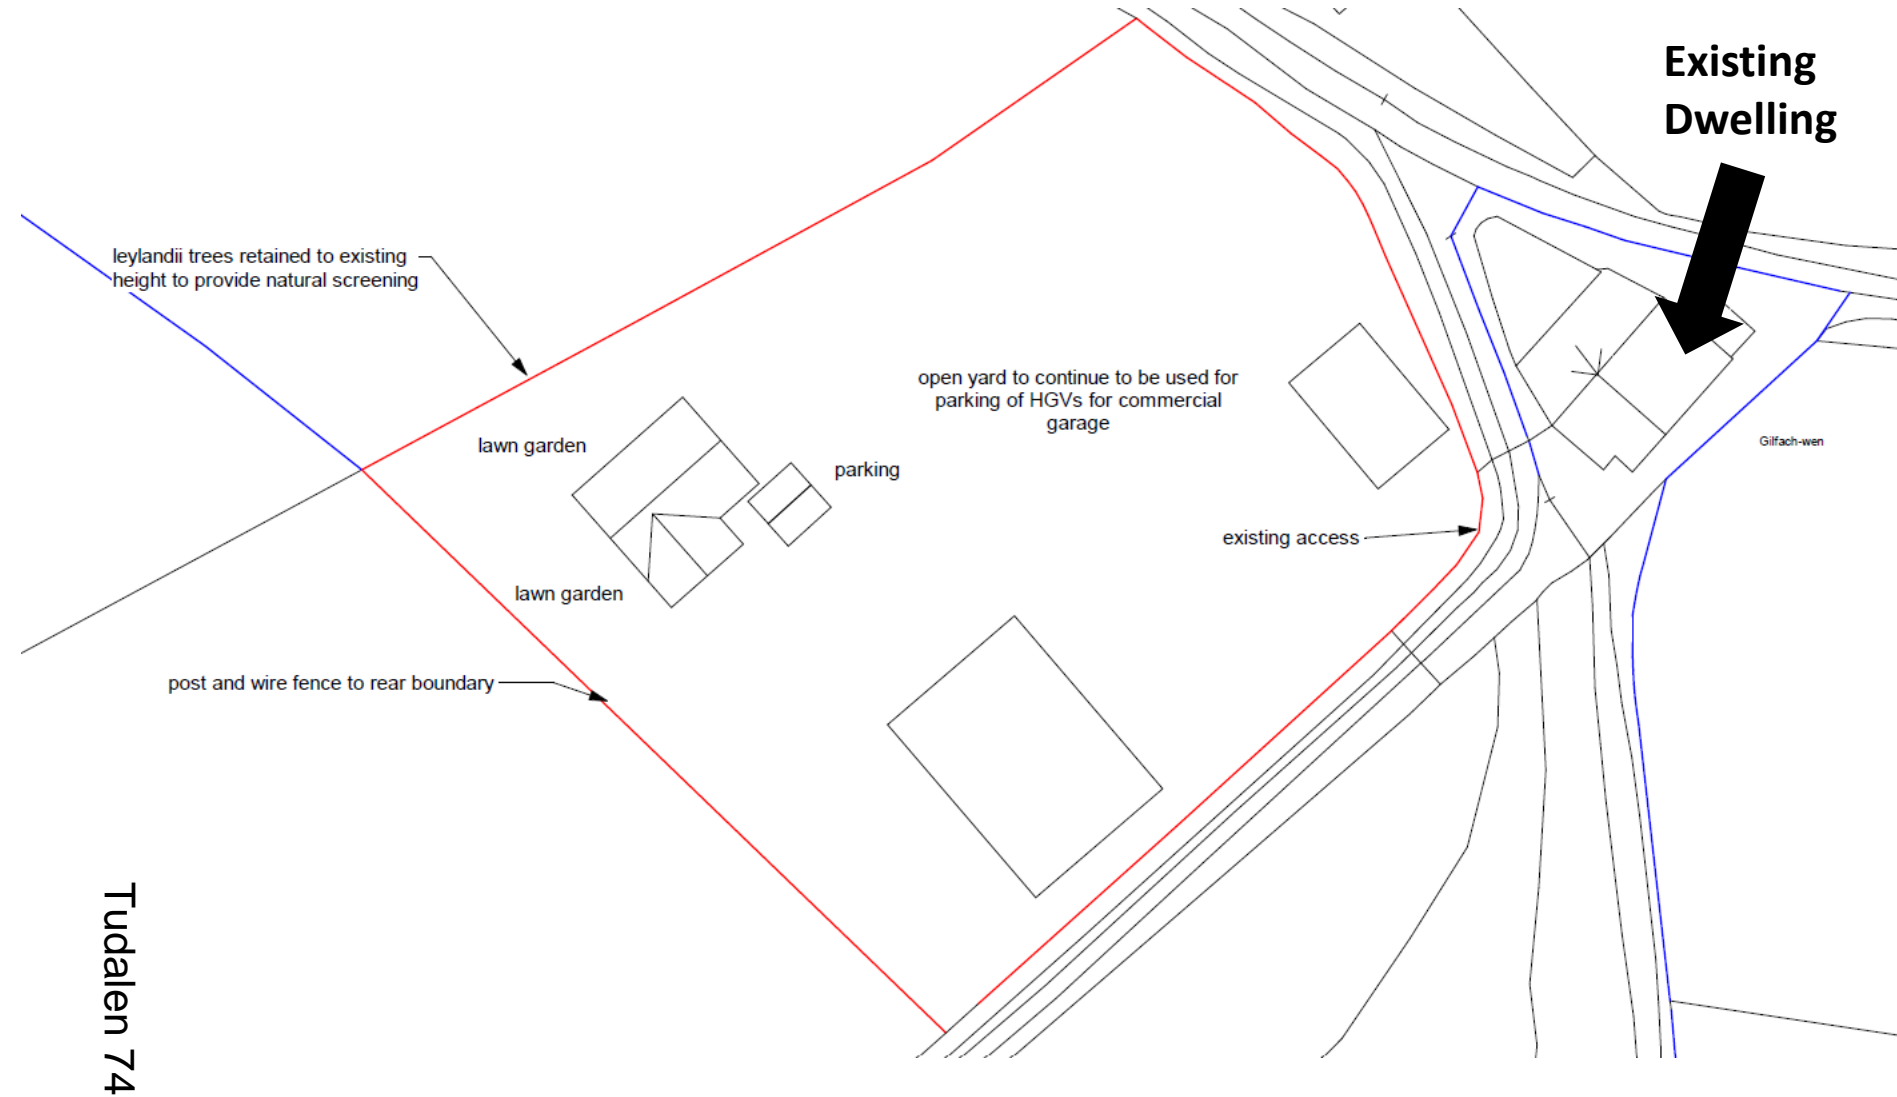 Existing
Dwelling
leylandii trees retained to existing
height to provide natural screening
open yard to continue to be used for
parking of HGVs for commercial
garage
lawn garden
parking
Gilfach-wen
existing access
lawn garden
post and wire fence to rear boundary
Tudalen 74